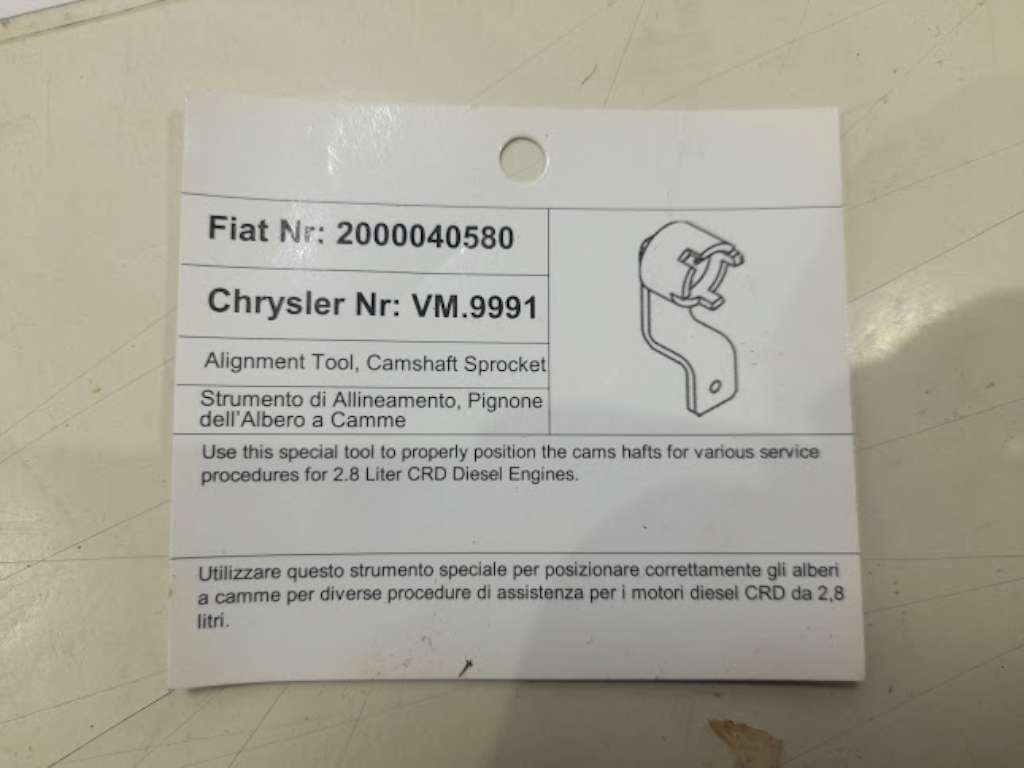 Fiat Nr: 2000040580
Chrysler Nr: VM.9991
Alignment Tool, Camshaft Sprocket
Strumento di Allineamento, Pignone
dell'Albero a Camme
Use this special tool to properly position the cams hafts for various service
procedures for 2.8 Liter CRD Diesel Engines.
Utilizzare questo strumento speciale per posizionare correttamente gli alberi
a camme per diverse procedure di assistenza per i motori diesel CRD da 2,8
litri.